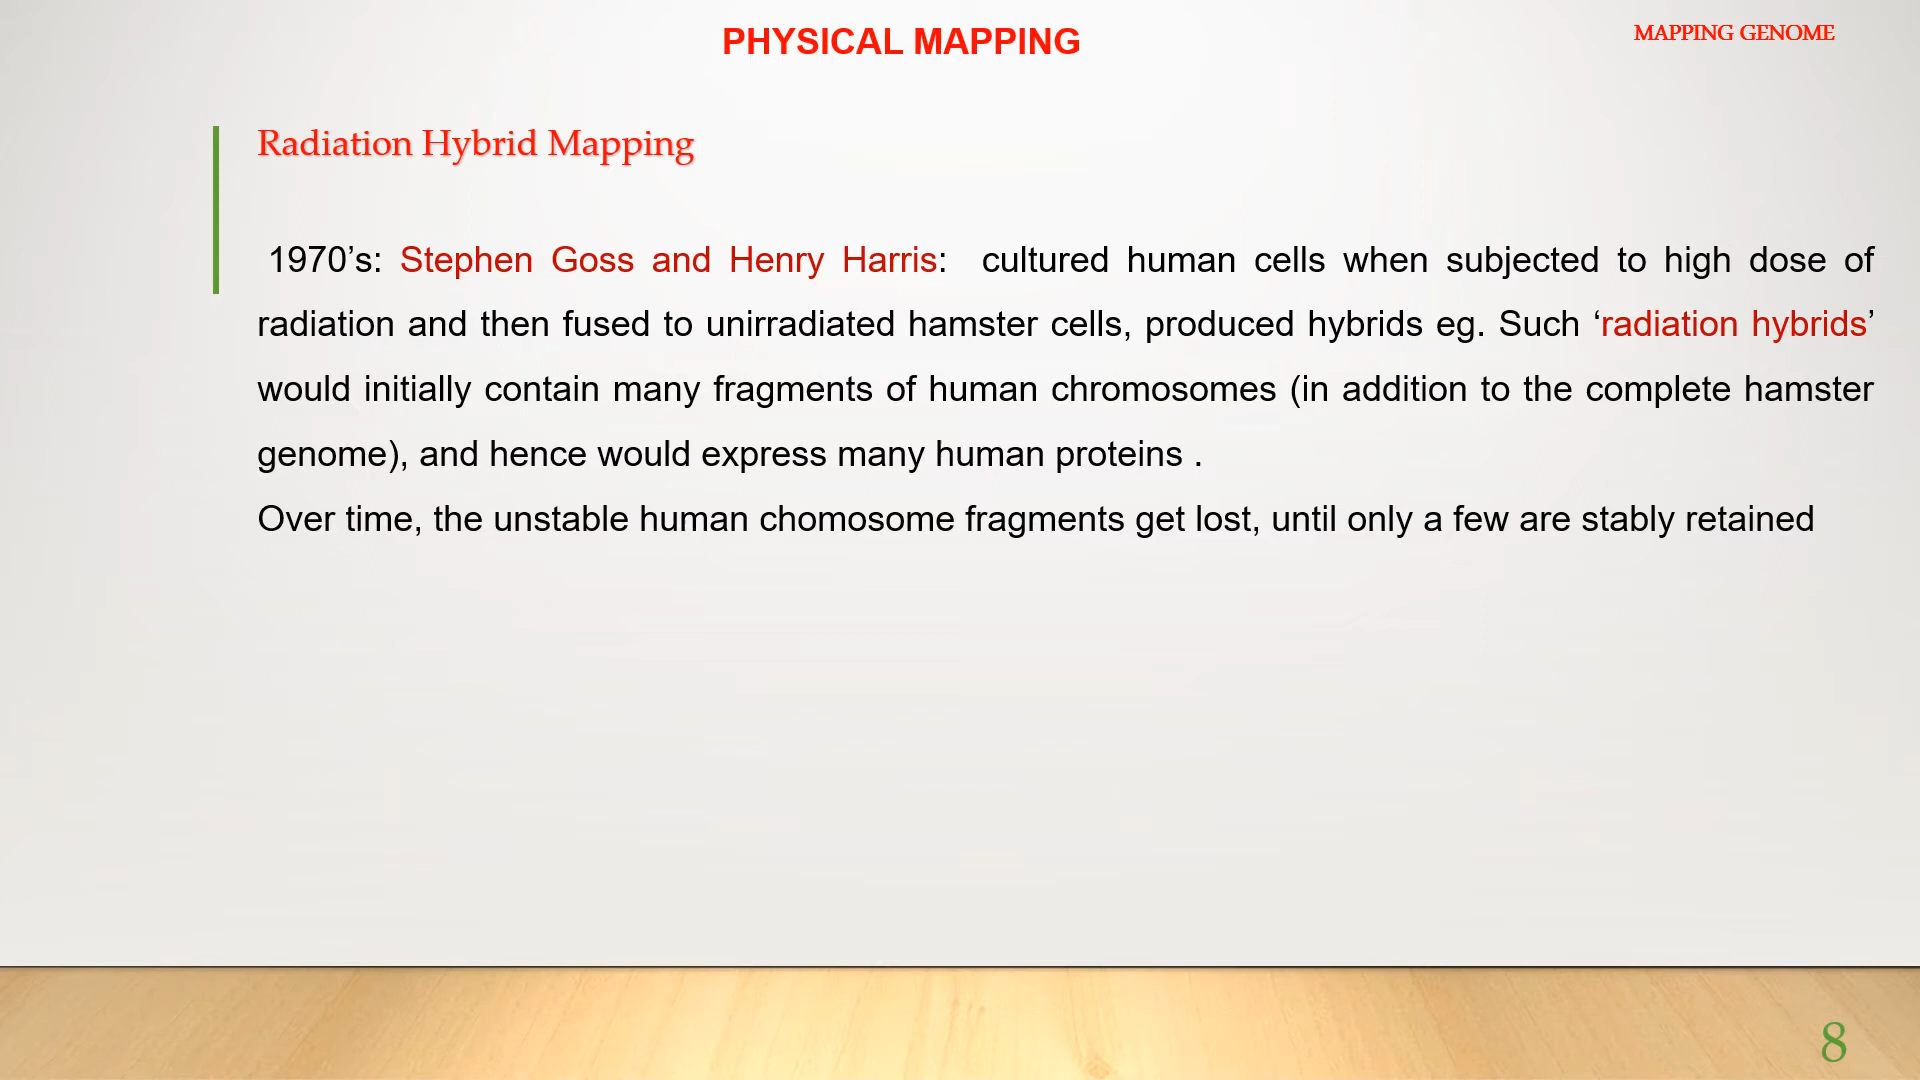 PHYSICAL MAPPING
MAPPING GENOME
Radiation Hybrid Mapping
1970’s: Stephen Goss and Henry Harris: cultured human cells when subjected to high dose of
radiation and then fused to unirradiated hamster cells, produced hybrids eg. Such ‘radiation hybrids’
would initially contain many fragments of human chromosomes (in addition to the complete hamster
genome), and hence would express many human proteins .
Over time, the unstable human chomosome fragments get lost, until only a few are stably retained
8